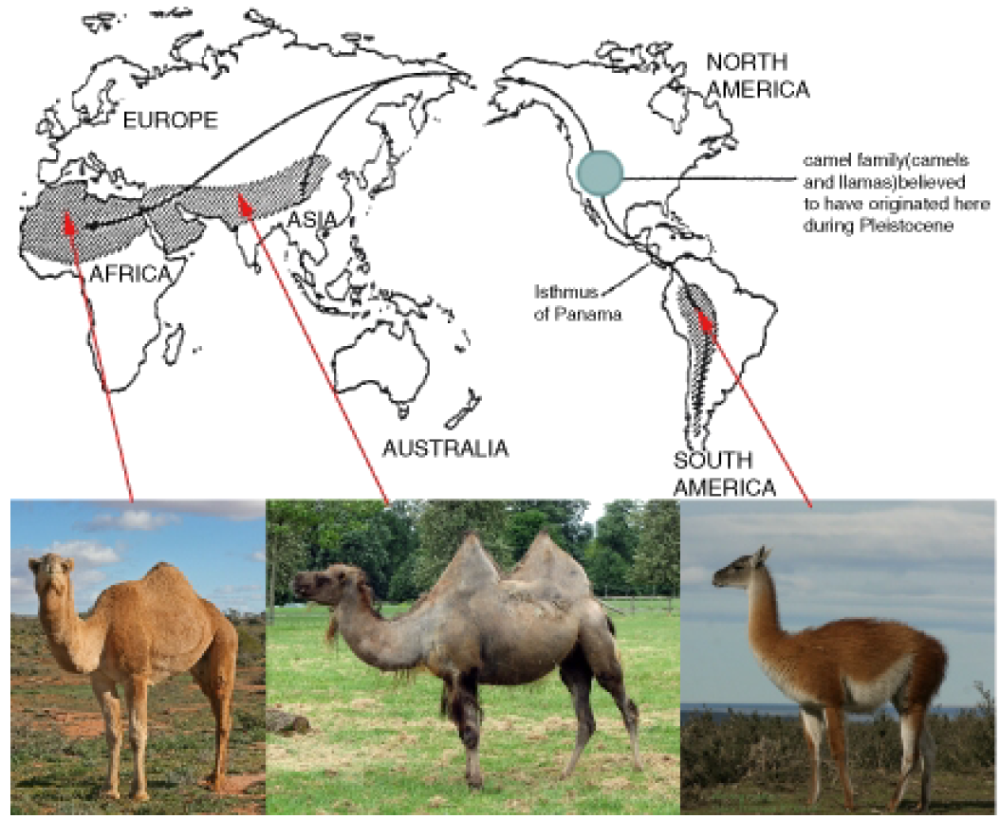 NORTH
AMERICA
EUROPE
camel family(camels
and llamas)believed
to have originated here
during Pleistocene
ASIA
AFRICA
Isthmus
of Panama
AUSTRALIA
SOUTH
AMERICA